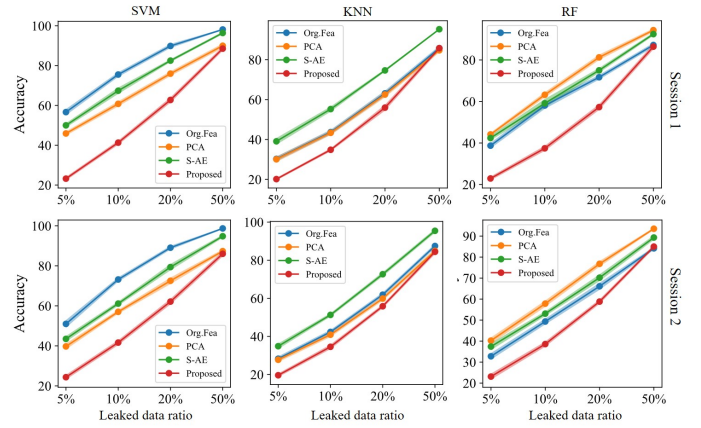 SVM
KNN
RF
Accuracy
100
80
60
40
20
Org.Fea
PCA
S-AE
Proposed
5% 10% 20% 50%
80
60
40
20
Org.Fea
PCA
S-AE
Proposed
5% 10% 20% 50%
80
60
40
20
Org.Fea
PCA
S-AE
Proposed
5% 10% 20% 50%
Session 1
Accuracy
100
80
60
40
20
Org.Fea
PCA
S-AE
Proposed
5% 10% 20% 50%
Leaked data ratio
100
80
60
40
20
Org.Fea
PCA
S-AE
Proposed
5% 10% 20% 50%
Leaked data ratio
90
80
70
60
50
40
30
20
Org.Fea
PCA
S-AE
Proposed
5% 10% 20% 50%
Leaked data ratio
Session 2